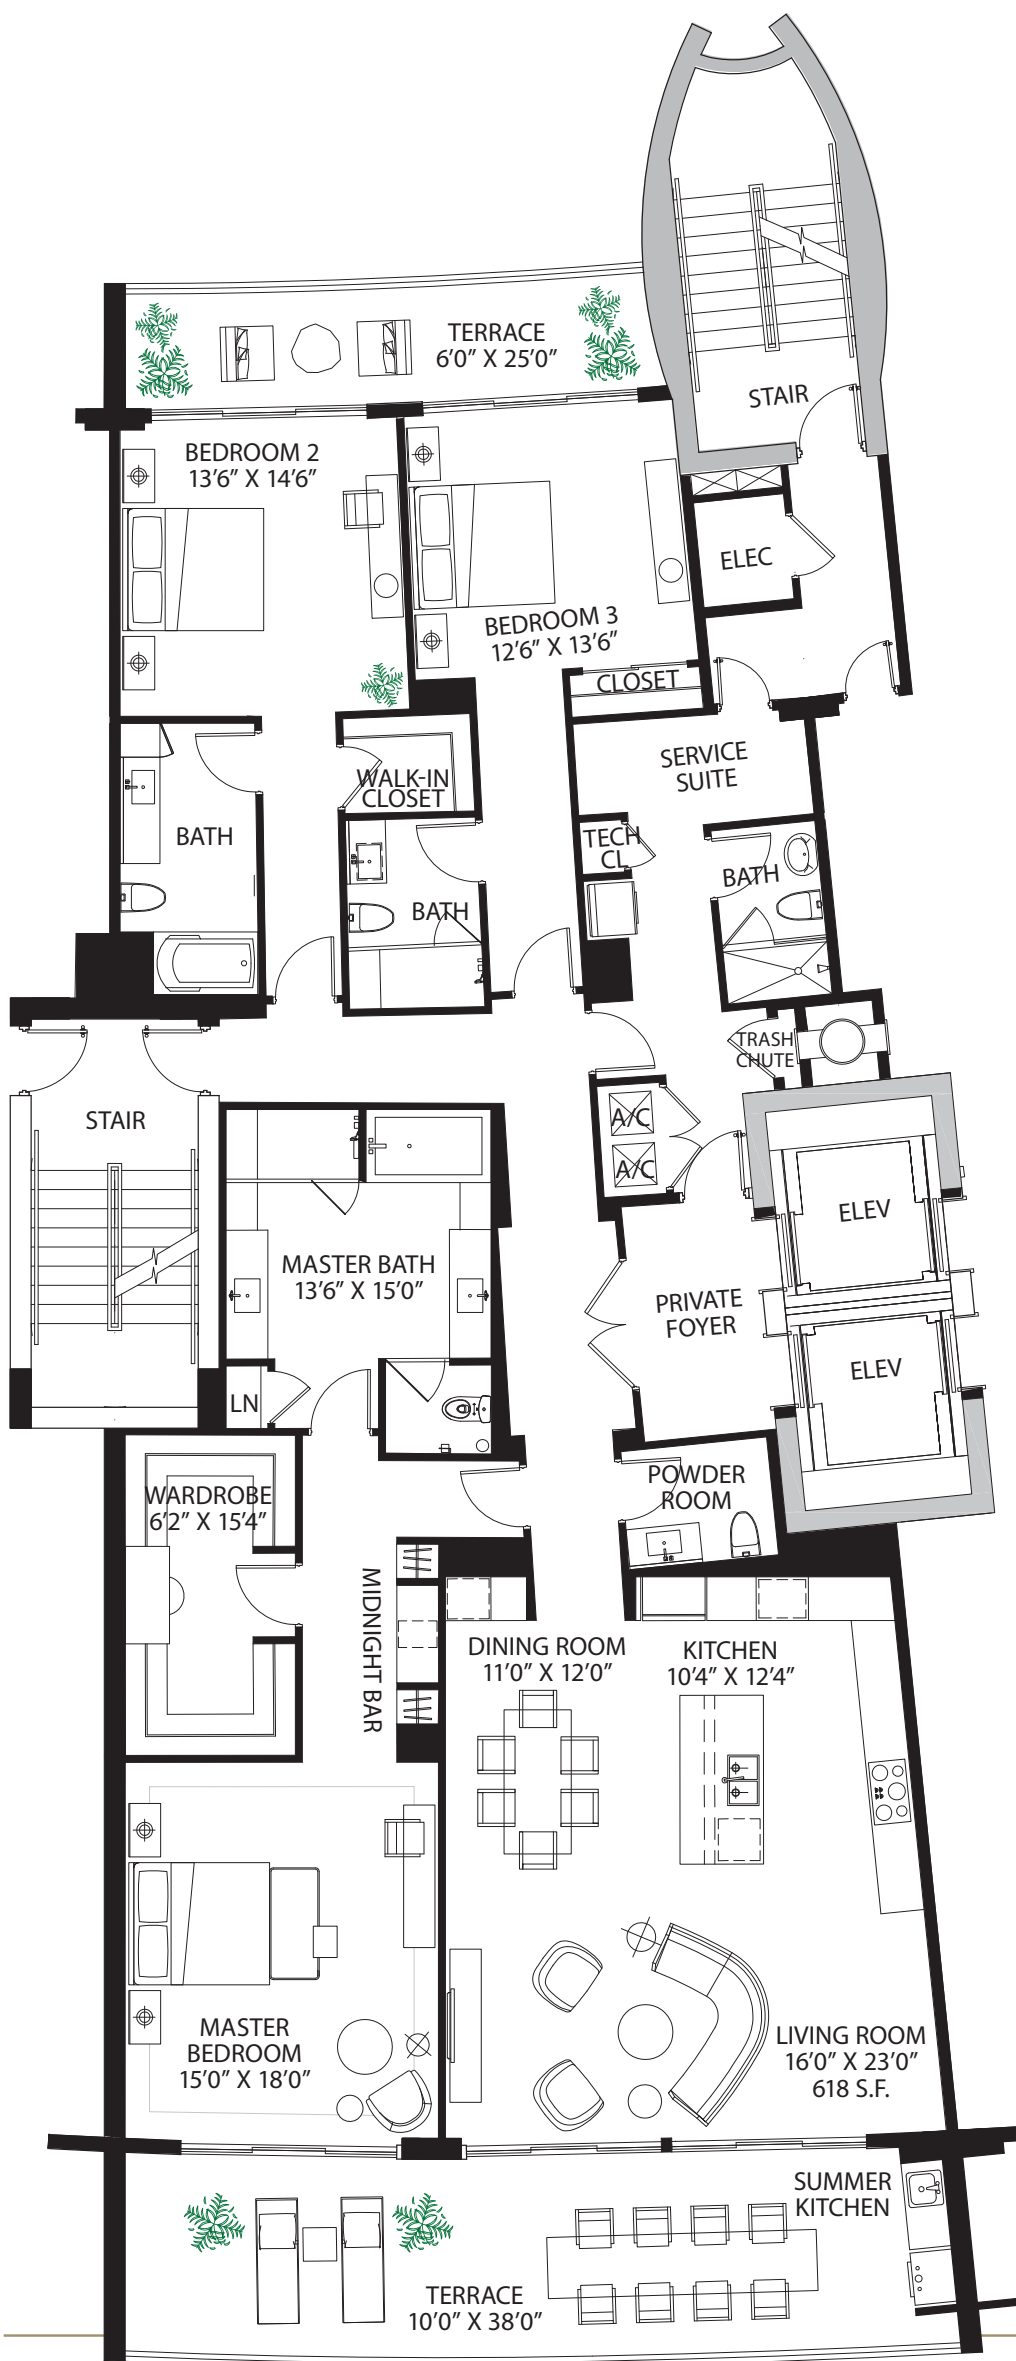 TERRACE
6'0" X 25'0"
STAIR
BEDROOM 2
13'6" X 14'6"
ELEC
BEDROOM 3
12'6" X 13'6"
CLOSET
SERVICE
SUITE
WALK-IN
CLOSET
BATH
TECH
CL
BATH
BATH
TRASH
CHUTE
STAIR
A/C
A/C
ELEV
MASTER BATH
13'6" X 15'0"
PRIVATE
FOYER
ELEV
LN
POWDER
ROOM
WARDROBE
6'2" X 15'4"
MIDNIGHT BAR
DINING ROOM
11'0" X 12'0"
KITCHEN
10'4" X 12'4"
MASTER
BEDROOM
15'0" X 18'0"
LIVING ROOM
16'0" X 23'0"
618 S.F.
SUMMER
KITCHEN
TERRACE
10'0" X 38'0"